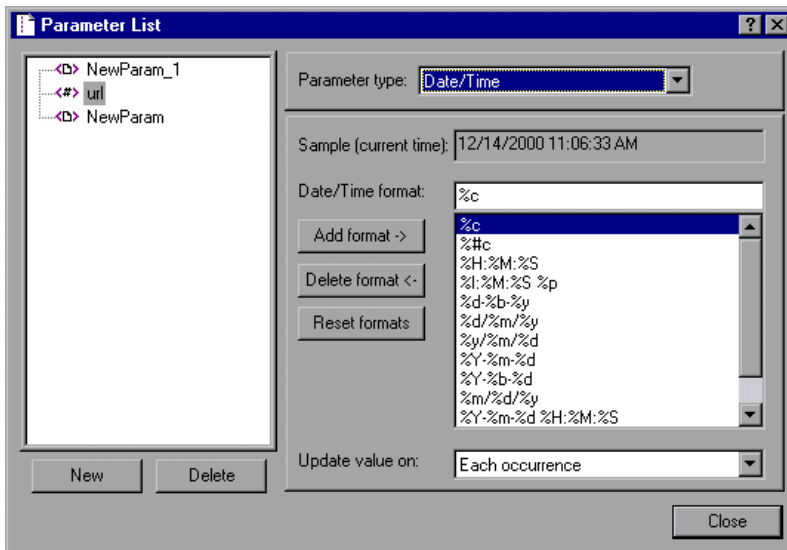 Parameter List
NewParam_1
url
NewParam
New
Delete
Parameter type:
Date/Time
Sample (current time):
12/14/2000 11:06:33 AM
Date/Time format:
%c
Add format ->
Delete format <-
Reset formats
%c
%#c
%H:%M:%S
%I:%M:%S %p
%d-%b-%y
%d/%m/%y
%y/%m/%d
%Y-%m-%d
%Y-%b-%d
%m/%d/%y
%Y-%m-%d %H:%M:%S
Update value on:
Each occurrence
Close